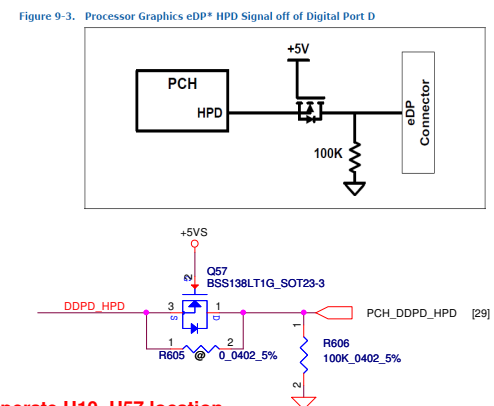 Figure 9-3. Processor Graphics eDP* HPD Signal off of Digital Port D
+5V
PCH
HPD
eDP
Connector
100K
+5VS
Q57
BSS138LT1G_SOT23-3
2
DDPD_HPD
3
1
S
D
PCH_DDPD_HPD [29]
1
2
R605 @ 0_0402_5%
1
R606
100K_0402_5%
2